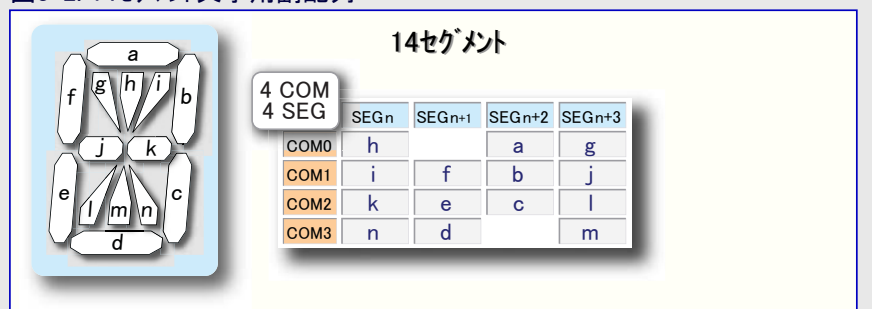 14セグメント
a
f g h i b
j k
e l m n c
d
4 COM
4 SEG
SEGn SEGn+1 SEGn+2 SEGn+3
COM0 h a g
COM1 i f b j
COM2 k e c l
COM3 n d m